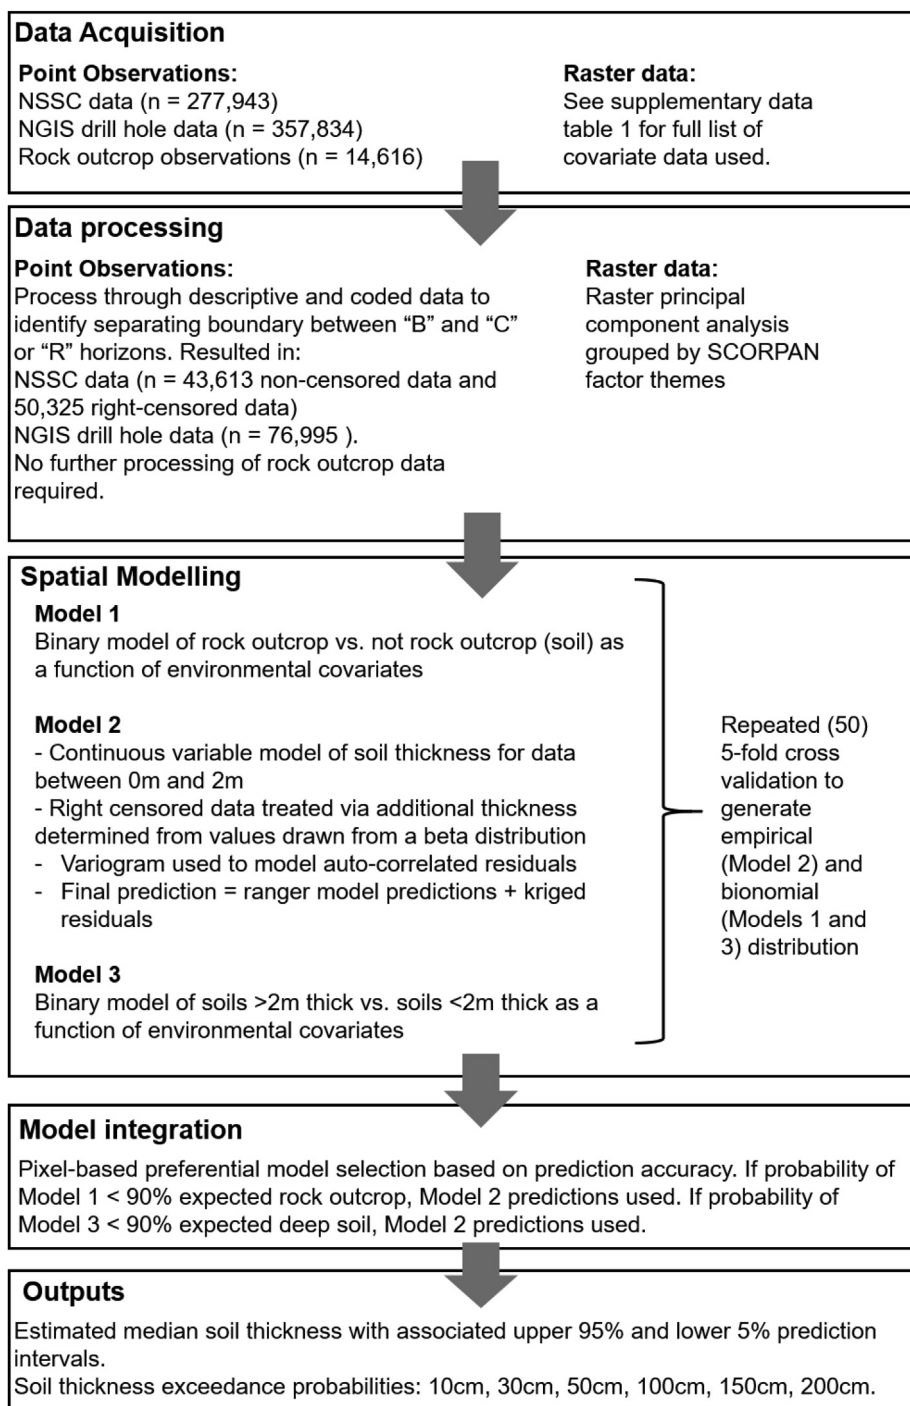 Data Acquisition
Point Observations:
NSSC data (n = 277,943)
NGIS drill hole data (n = 357,834)
Rock outcrop observations (n = 14,616)
Raster data:
See supplementary data
table 1 for full list of
covariate data used.
Data processing
Point Observations:
Process through descriptive and coded data to
identify separating boundary between “B” and “C”
or “R” horizons. Resulted in:
NSSC data (n = 43,613 non-censored data and
50,325 right-censored data)
NGIS drill hole data (n = 76,995 ).
No further processing of rock outcrop data
required.
Raster data:
Raster principal
component analysis
grouped by SCORPAN
factor themes
Spatial Modelling
Model 1
Binary model of rock outcrop vs. not rock outcrop (soil) as
a function of environmental covariates
Model 2
- Continuous variable model of soil thickness for data
between 0m and 2m
- Right censored data treated via additional thickness
determined from values drawn from a beta distribution
- Variogram used to model auto-correlated residuals
- Final prediction = ranger model predictions + kriged
residuals
Model 3
Binary model of soils >2m thick vs. soils <2m thick as a
function of environmental covariates
Repeated (50)
5-fold cross
validation to
generate
empirical
(Model 2) and
bionomial
(Models 1 and
3) distribution
Model integration
Pixel-based preferential model selection based on prediction accuracy. If probability of
Model 1 < 90% expected rock outcrop, Model 2 predictions used. If probability of
Model 3 < 90% expected deep soil, Model 2 predictions used.
Outputs
Estimated median soil thickness with associated upper 95% and lower 5% prediction
intervals.
Soil thickness exceedance probabilities: 10cm, 30cm, 50cm, 100cm, 150cm, 200cm.